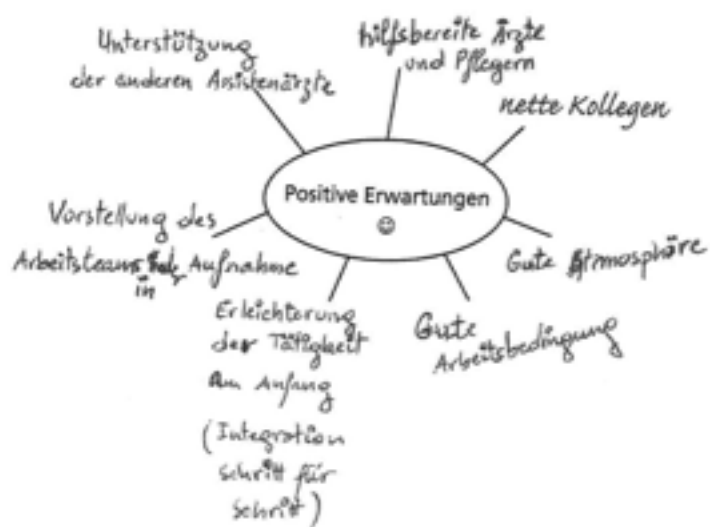 Unterstützung
der anderen Assistenärzte
hilfsbereite Ärzte
und Pflegern
nette Kollegen
Positive Erwartungen
☺
Vorstellung des
Arbeitsteams Aufnahme
in
Gute Atmosphäre
Erleichterung
der Tätigkeit
am Anfang
(Integration
schritt für
schritt)
Gute
Arbeitsbedingung